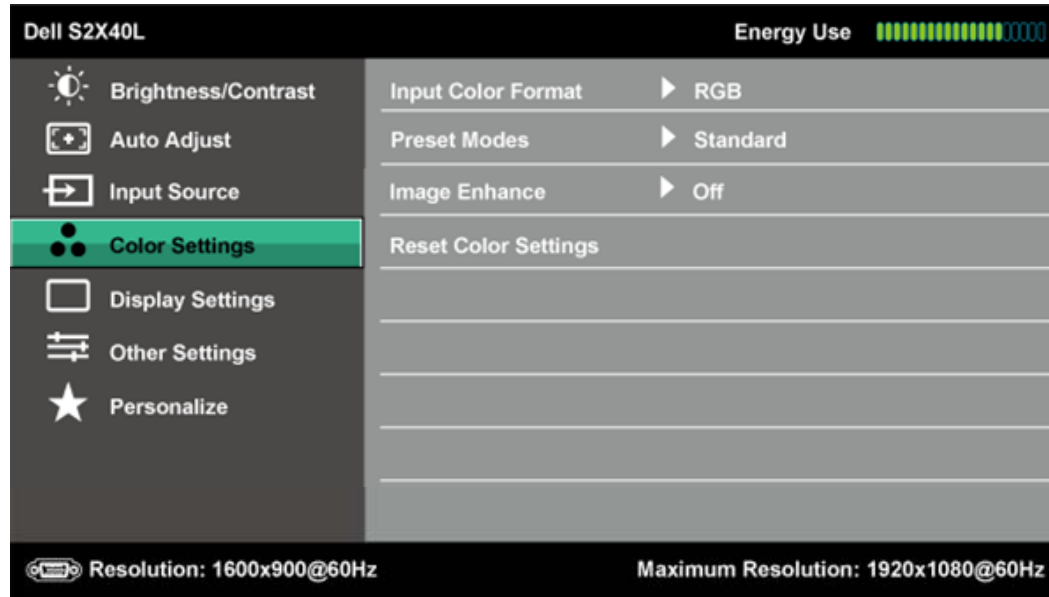 Dell S2X40L Energy Use
Brightness/Contrast Input Color Format RGB
Auto Adjust Preset Modes Standard
Input Source Image Enhance Off
Color Settings Reset Color Settings
Display Settings
Other Settings
Personalize
Resolution: 1600x900@60Hz Maximum Resolution: 1920x1080@60Hz